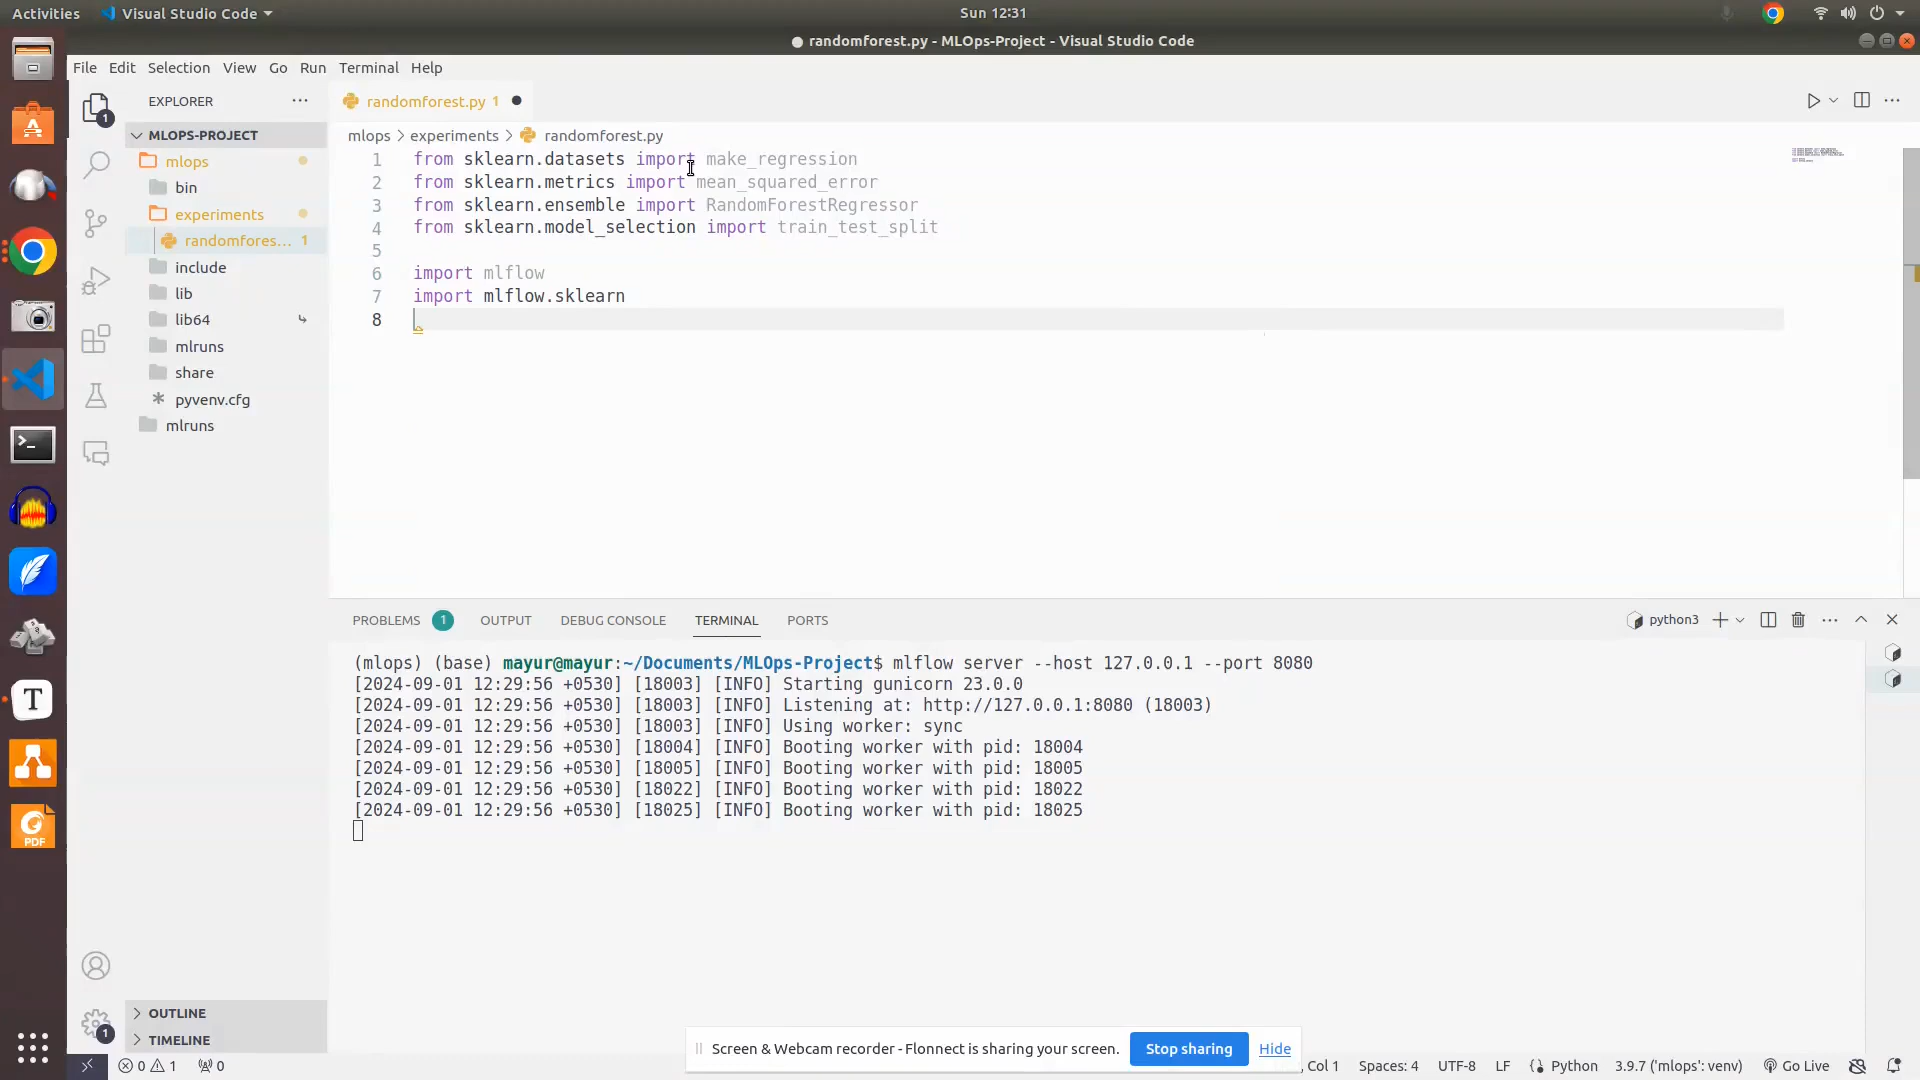 Activities
Visual Studio Code
Sun 12:31
● randomforest.py - MLOps-Project - Visual Studio Code
File Edit Selection View Go Run Terminal Help
EXPLORER
MLOPS-PROJECT
mlops
bin
experiments
randomfores... 1
include
lib
lib64
mlruns
share
pyvenv.cfg
mlruns
OUTLINE
TIMELINE
1
1
randomforest.py 1
mlops > experiments > randomforest.py
1 from sklearn.datasets import make_regression
2 from sklearn.metrics import mean_squared_error
3 from sklearn.ensemble import RandomForestRegressor
4 from sklearn.model_selection import train_test_split
5
6 import mlflow
7 import mlflow.sklearn
8
PROBLEMS 1 OUTPUT DEBUG CONSOLE TERMINAL PORTS
python3
(mlops) (base) mayur@mayur:~/Documents/MLOps-Project$ mlflow server --host 127.0.0.1 --port 8080
[2024-09-01 12:29:56 +0530] [18003] [INFO] Starting gunicorn 23.0.0
[2024-09-01 12:29:56 +0530] [18003] [INFO] Listening at: http://127.0.0.1:8080 (18003)
[2024-09-01 12:29:56 +0530] [18003] [INFO] Using worker: sync
[2024-09-01 12:29:56 +0530] [18004] [INFO] Booting worker with pid: 18004
[2024-09-01 12:29:56 +0530] [18005] [INFO] Booting worker with pid: 18005
[2024-09-01 12:29:56 +0530] [18022] [INFO] Booting worker with pid: 18022
[2024-09-01 12:29:56 +0530] [18025] [INFO] Booting worker with pid: 18025
T
PDF
Screen & Webcam recorder - Flonnect is sharing your screen. Stop sharing Hide
0 1 0 Col 1 Spaces: 4 UTF-8 LF Python 3.9.7 ('mlops': venv) Go Live